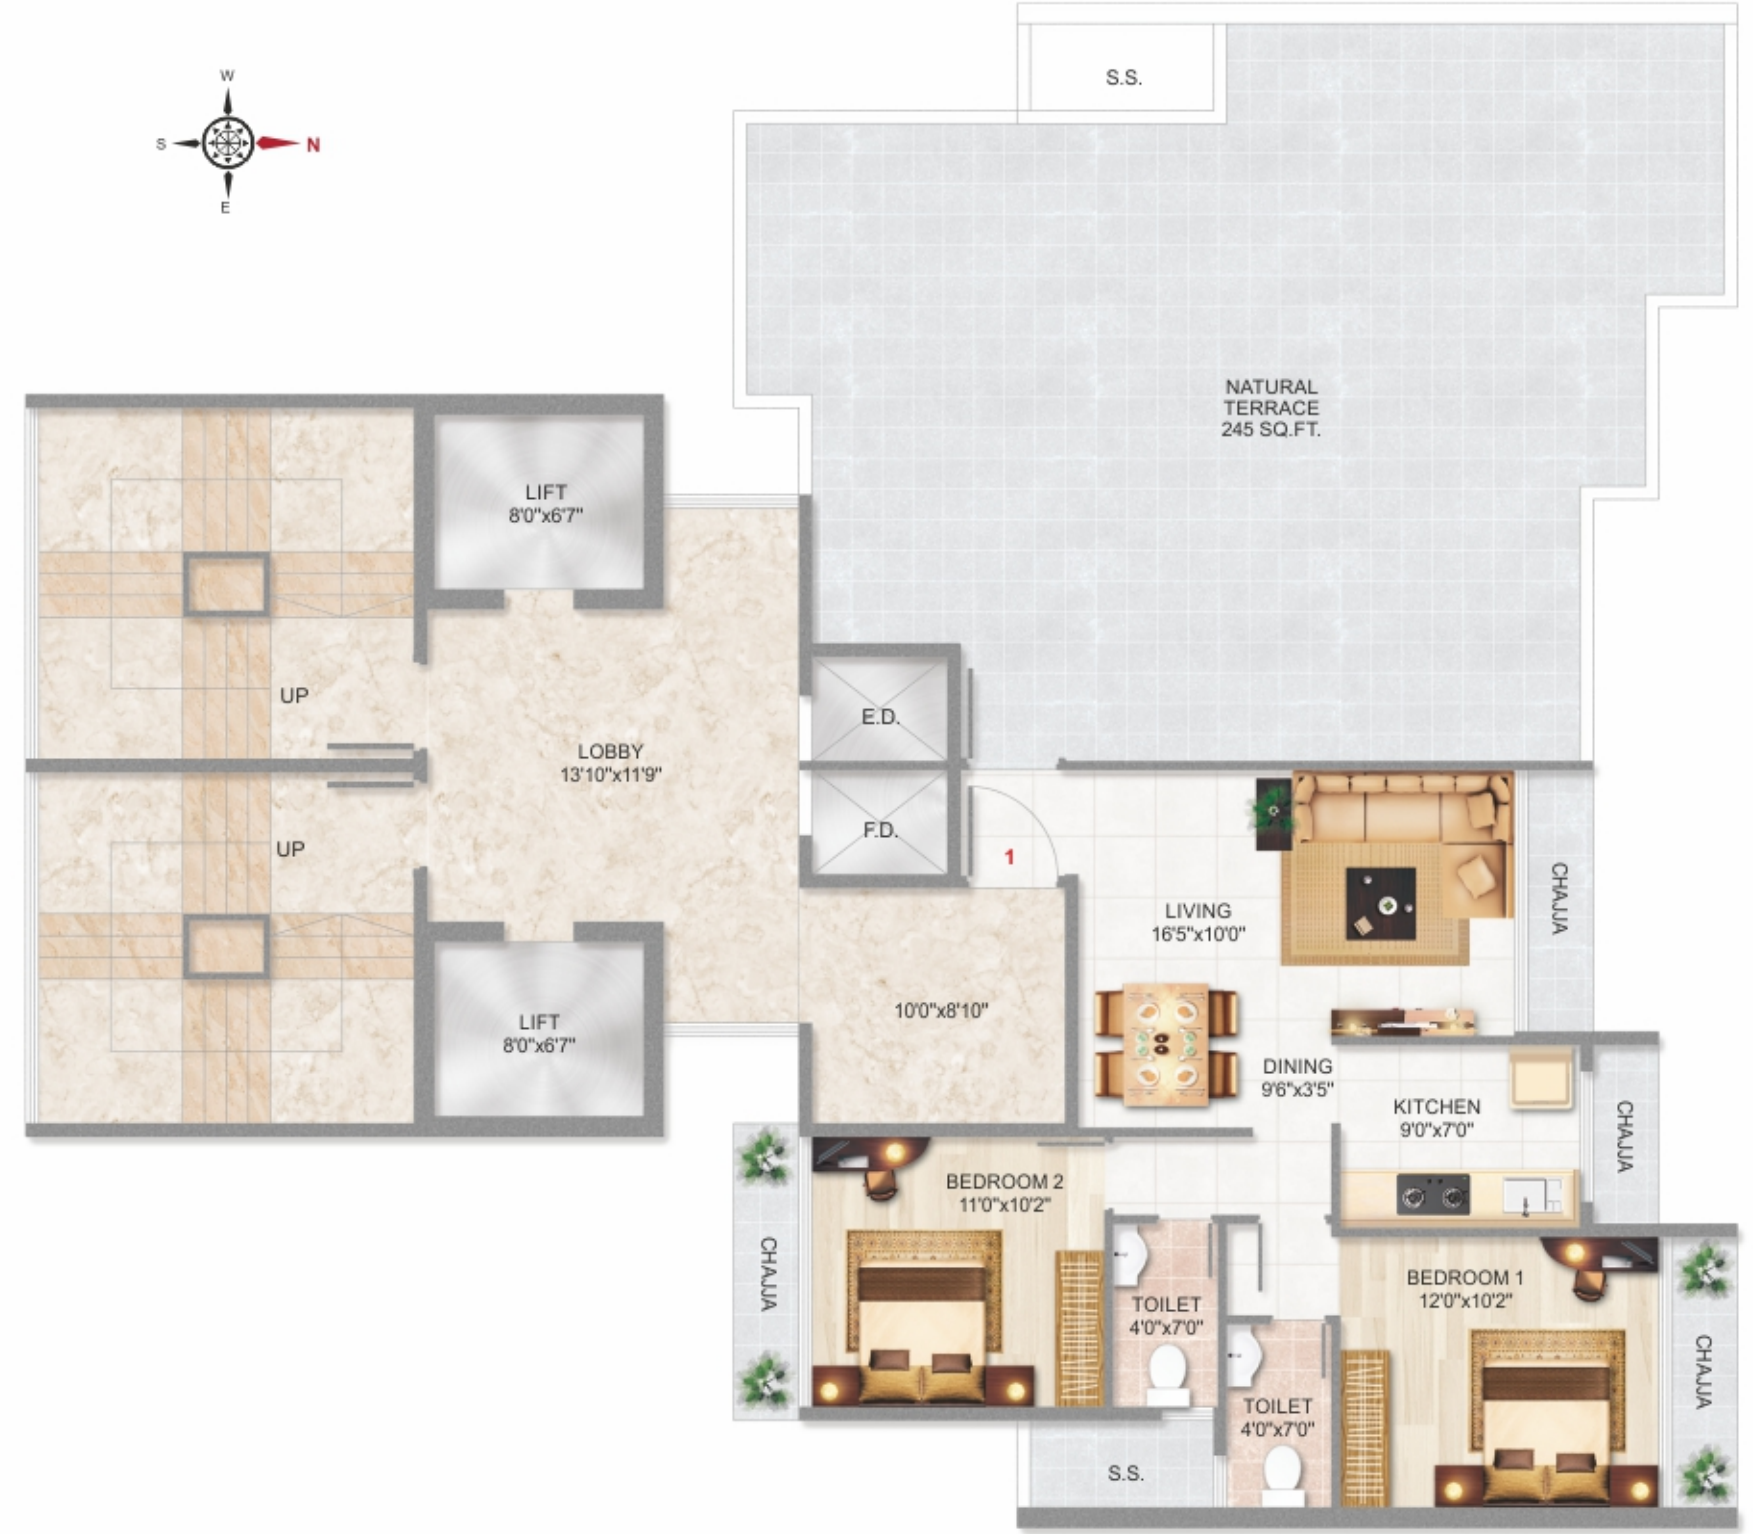 W
S
N
E
S.S.
NATURAL
TERRACE
245 SQ.FT.
LIFT
8'0"x6'7"
UP
E.D.
LOBBY
13'10"x11'9"
UP
F.D.
1
CHAJJA
LIVING
16'5"x10'0"
10'0"x8'10"
LIFT
8'0"x6'7"
DINING
9'6"x3'5"
KITCHEN
9'0"x7'0"
CHAJJA
BEDROOM 2
11'0"x10'2"
CHAJJA
BEDROOM 1
12'0"x10'2"
TOILET
4'0"x7'0"
CHAJJA
TOILET
4'0"x7'0"
S.S.